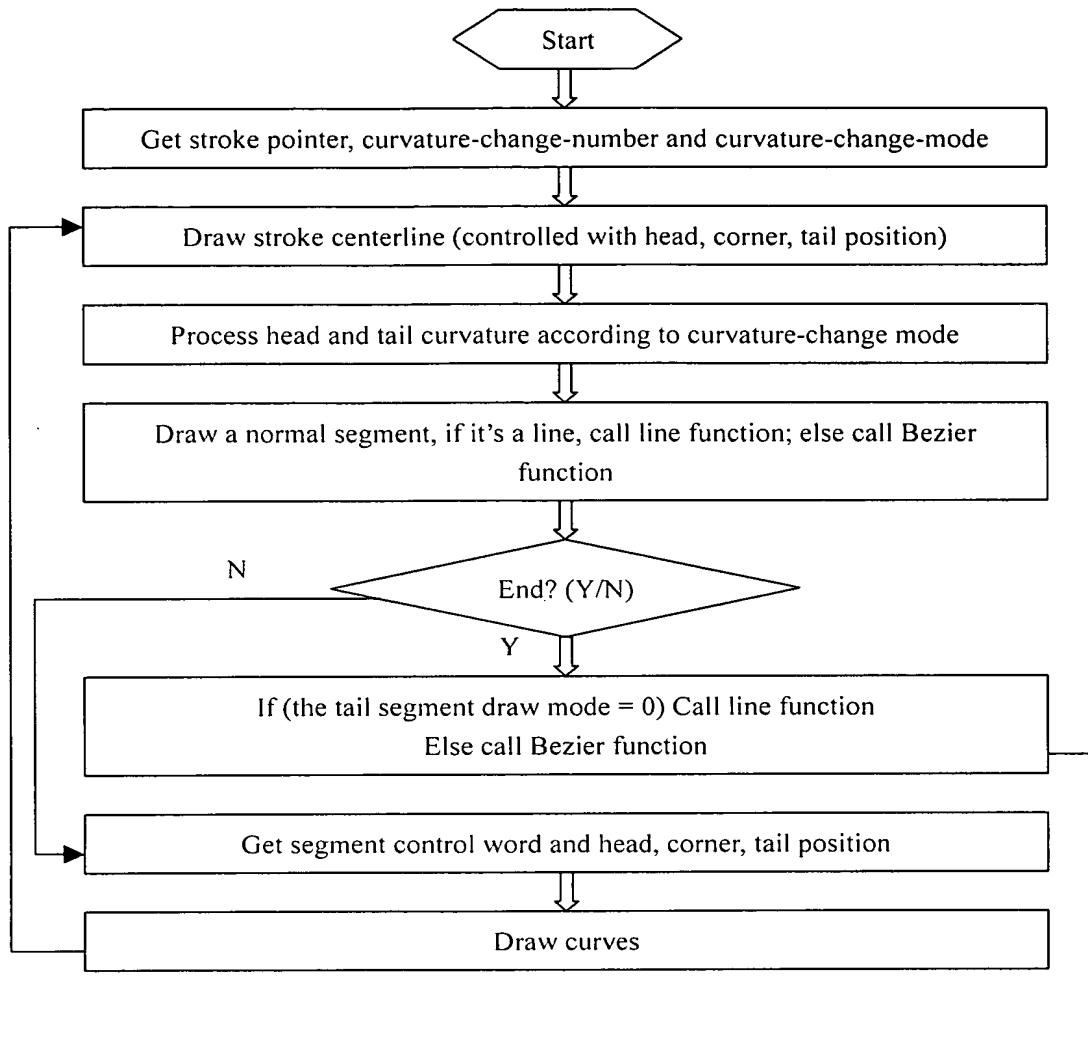 Start
Get stroke pointer, curvature-change-number and curvature-change-mode
Draw stroke centerline (controlled with head, corner, tail position)
Process head and tail curvature according to curvature-change mode
Draw a normal segment, if it's a line, call line function; else call Bezier
function
N
End? (Y/N)
Y
If (the tail segment draw mode = 0) Call line function
Else call Bezier function
Get segment control word and head, corner, tail position
Draw curves